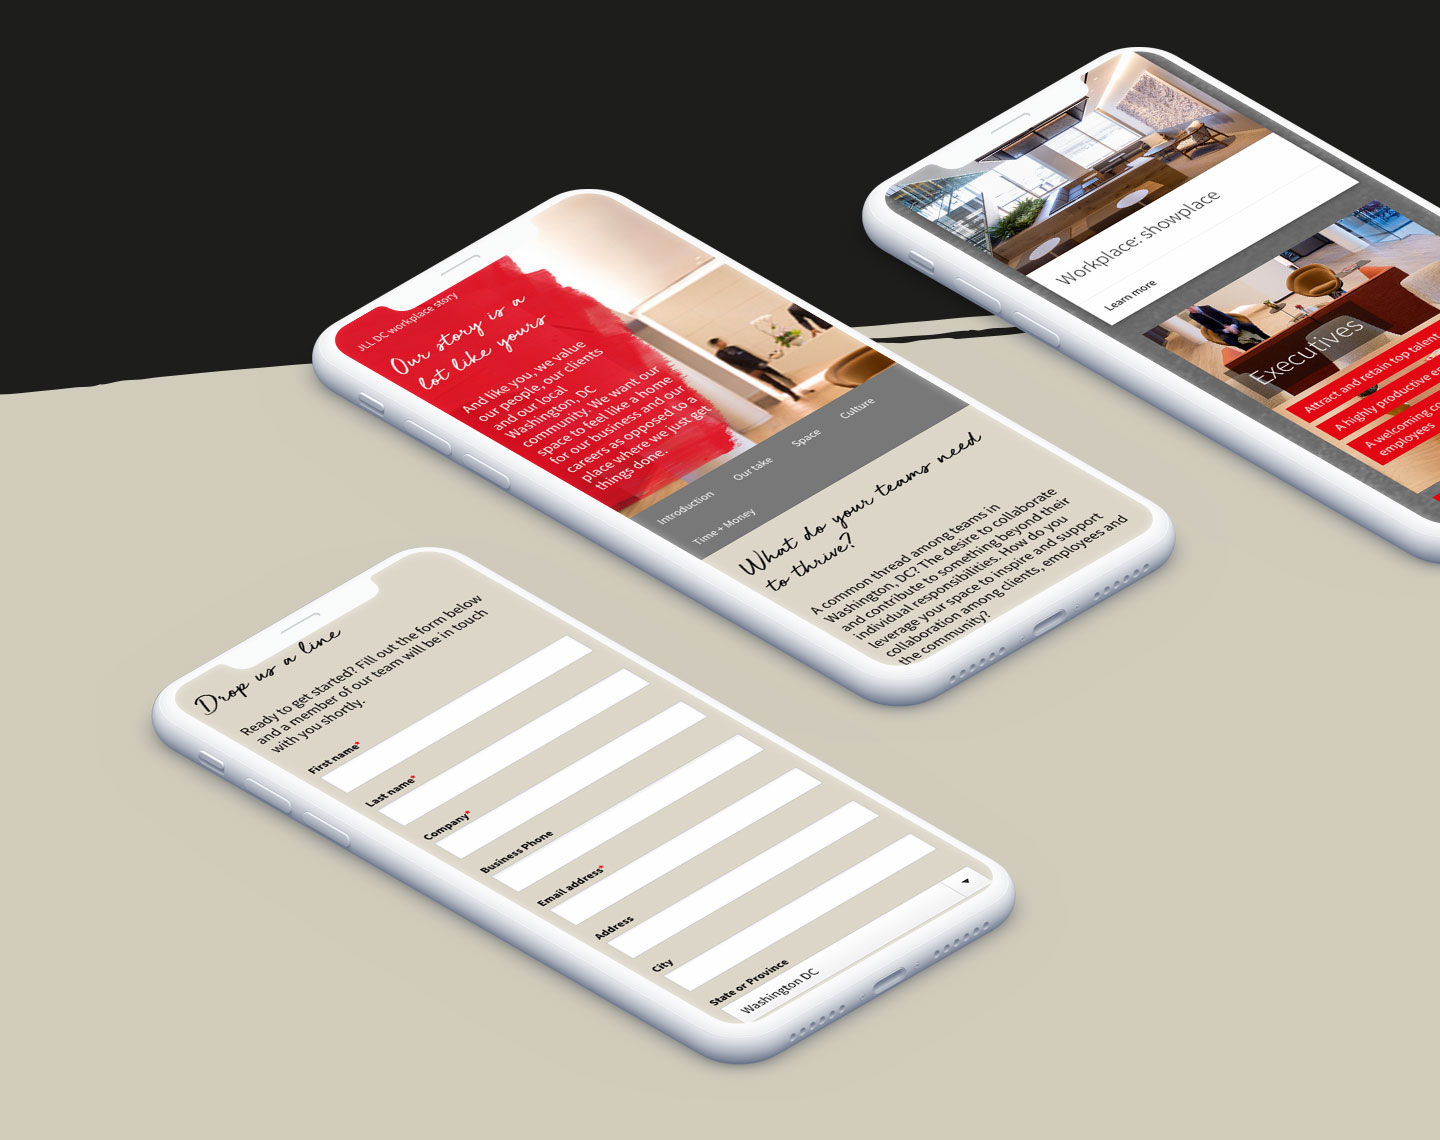 JLL DC workplace story
Our story is a
lot like yours
And like you, we value
our people, our clients
and our local
Washington, DC
community. We want our
space to feel like a home
for our business and our
careers as opposed to a
place where we just get
things done.
Introduction
Our take
Space
Culture
Time + Money
What do your teams need
to thrive?
A common thread among teams in
Washington, DC? The desire to collaborate
and contribute to something beyond their
individual responsibilities. How do you
leverage your space to inspire and support
collaboration among clients, employees and
the community?
Workplace: showplace
Learn more
Executives
Attract and retain top talent
A highly productive
A welcoming
employees
Drop us a line
Ready to get started? Fill out the form below
and a member of our team will be in touch
with you shortly.
First name*
Last name*
Company*
Business Phone
Email address*
Address
City
State or Province
Washington DC